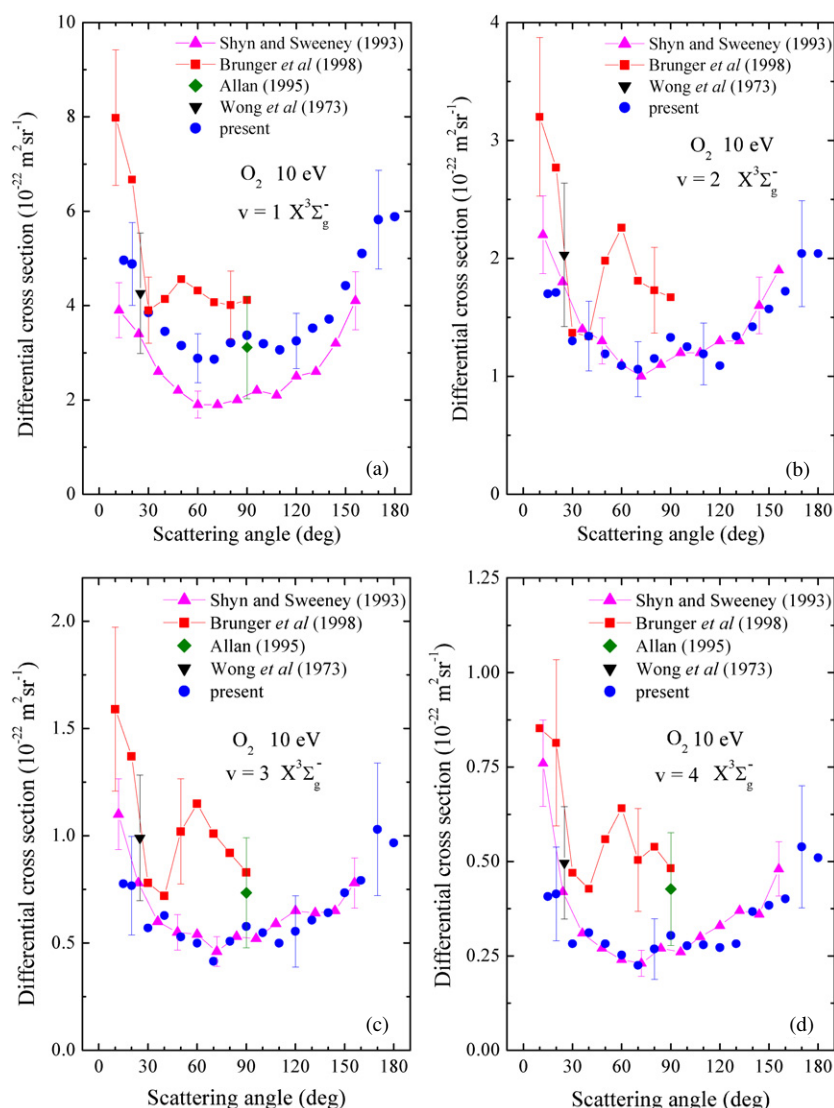 10
8
6
4
2
0
Differential cross section (10⁻²² m² sr⁻¹)
Shyn and Sweeney (1993)
Brunger et al (1998)
Allan (1995)
Wong et al (1973)
present
O₂ 10 eV
v = 1 X³Σg⁻
(a)
0 30 60 90 120 150 180
Scattering angle (deg)
4
3
2
1
0
Differential cross section (10⁻²² m² sr⁻¹)
Shyn and Sweeney (1993)
Brunger et al (1998)
Wong et al (1973)
present
O₂ 10 eV
v = 2 X³Σg⁻
(b)
0 30 60 90 120 150 180
Scattering angle (deg)
2.0
1.5
1.0
0.5
0.0
Differential cross section (10⁻²² m² sr⁻¹)
Shyn and Sweeney (1993)
Brunger et al (1998)
Allan (1995)
Wong et al (1973)
present
O₂ 10 eV
v = 3 X³Σg⁻
(c)
0 30 60 90 120 150 180
Scattering angle (deg)
1.25
1.00
0.75
0.50
0.25
0.00
Differential cross section (10⁻²² m² sr⁻¹)
Shyn and Sweeney (1993)
Brunger et al (1998)
Allan (1995)
Wong et al (1973)
present
O₂ 10 eV
v = 4 X³Σg⁻
(d)
0 30 60 90 120 150 180
Scattering angle (deg)